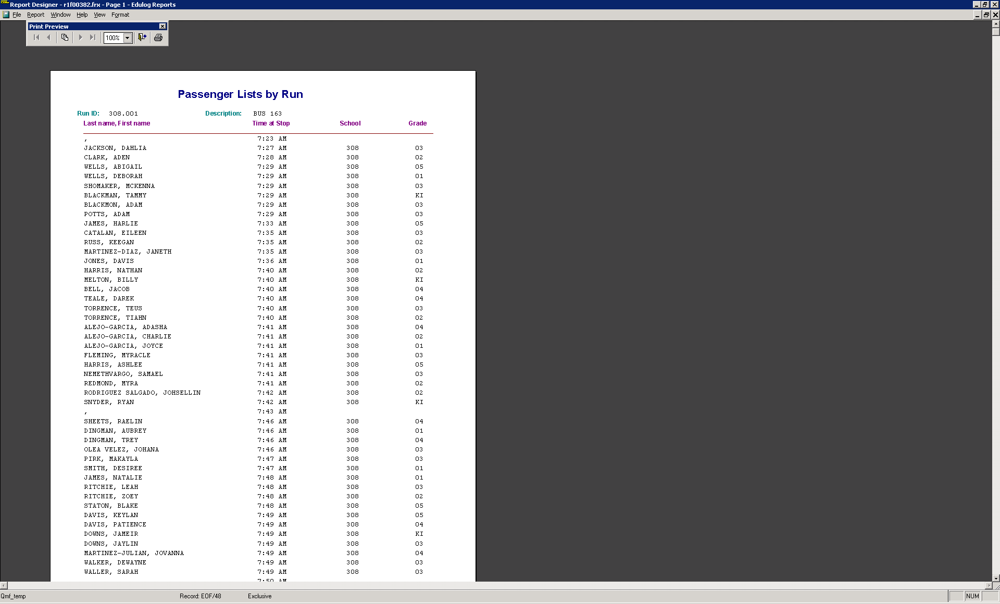 Report Designer - r1f00382.frx - Page 1 - Edulog Reports
File Report Window Help View Format
Print Preview
100%
Passenger Lists by Run
Run ID: 308.001 Description: BUS 163
Last name, First name Time at Stop School Grade
, 7:23 AM
JACKSON, DAHLIA 7:27 AM 308 03
CLARK, ADEN 7:28 AM 308 02
WELLS, ABIGAIL 7:29 AM 308 05
WELLS, DEBORAH 7:29 AM 308 01
SHOMAKER, MCKENNA 7:29 AM 308 03
BLACKMAN, TAMMY 7:29 AM 308 KI
BLACKMON, ADAM 7:29 AM 308 03
POTTS, ADAM 7:29 AM 308 03
JAMES, HARLIE 7:33 AM 308 05
CATALAN, EILEEN 7:35 AM 308 03
RUSS, KEEGAN 7:35 AM 308 02
MARTINEZ-DIAZ, JANETH 7:35 AM 308 03
JONES, DAVIS 7:36 AM 308 01
HARRIS, NATHAN 7:40 AM 308 02
MELTON, BILLY 7:40 AM 308 KI
BELL, JACOB 7:40 AM 308 04
TEALE, DAREK 7:40 AM 308 04
TORRENCE, TEUS 7:40 AM 308 03
TORRENCE, TIAHN 7:40 AM 308 02
ALEJO-GARCIA, ADASHA 7:41 AM 308 04
ALEJO-GARCIA, CHARLIE 7:41 AM 308 02
ALEJO-GARCIA, JOYCE 7:41 AM 308 01
FLEMING, MYRACLE 7:41 AM 308 03
HARRIS, ASHLEE 7:41 AM 308 05
NEMETHVARGO, SAMAEL 7:41 AM 308 03
REDMOND, MYRA 7:41 AM 308 02
RODRIGUEZ SALGADO, JOHSELLIN 7:42 AM 308 02
SNYDER, RYAN 7:42 AM 308 KI
, 7:43 AM
SHEETS, RAELIN 7:46 AM 308 04
DINGMAN, AUBREY 7:46 AM 308 01
DINGMAN, TREY 7:46 AM 308 04
OLEA VELEZ, JOHANA 7:46 AM 308 03
PIRK, MAKAYLA 7:47 AM 308 03
SMITH, DESIREE 7:47 AM 308 01
JAMES, NATALIE 7:48 AM 308 01
RITCHIE, LEAH 7:48 AM 308 03
RITCHIE, ZOEY 7:48 AM 308 02
STATON, BLAKE 7:48 AM 308 05
DAVIS, KEYLAN 7:49 AM 308 05
DAVIS, PATIENCE 7:49 AM 308 04
DOWNS, JAMEIR 7:49 AM 308 KI
DOWNS, JAYLIN 7:49 AM 308 03
MARTINEZ-JULIAN, JOVANNA 7:49 AM 308 04
WALKER, DEWAYNE 7:49 AM 308 03
WALLER, SARAH 7:49 AM 308 03
7:50 AM
Qmf_temp Record: EOF/48 Exclusive NUM